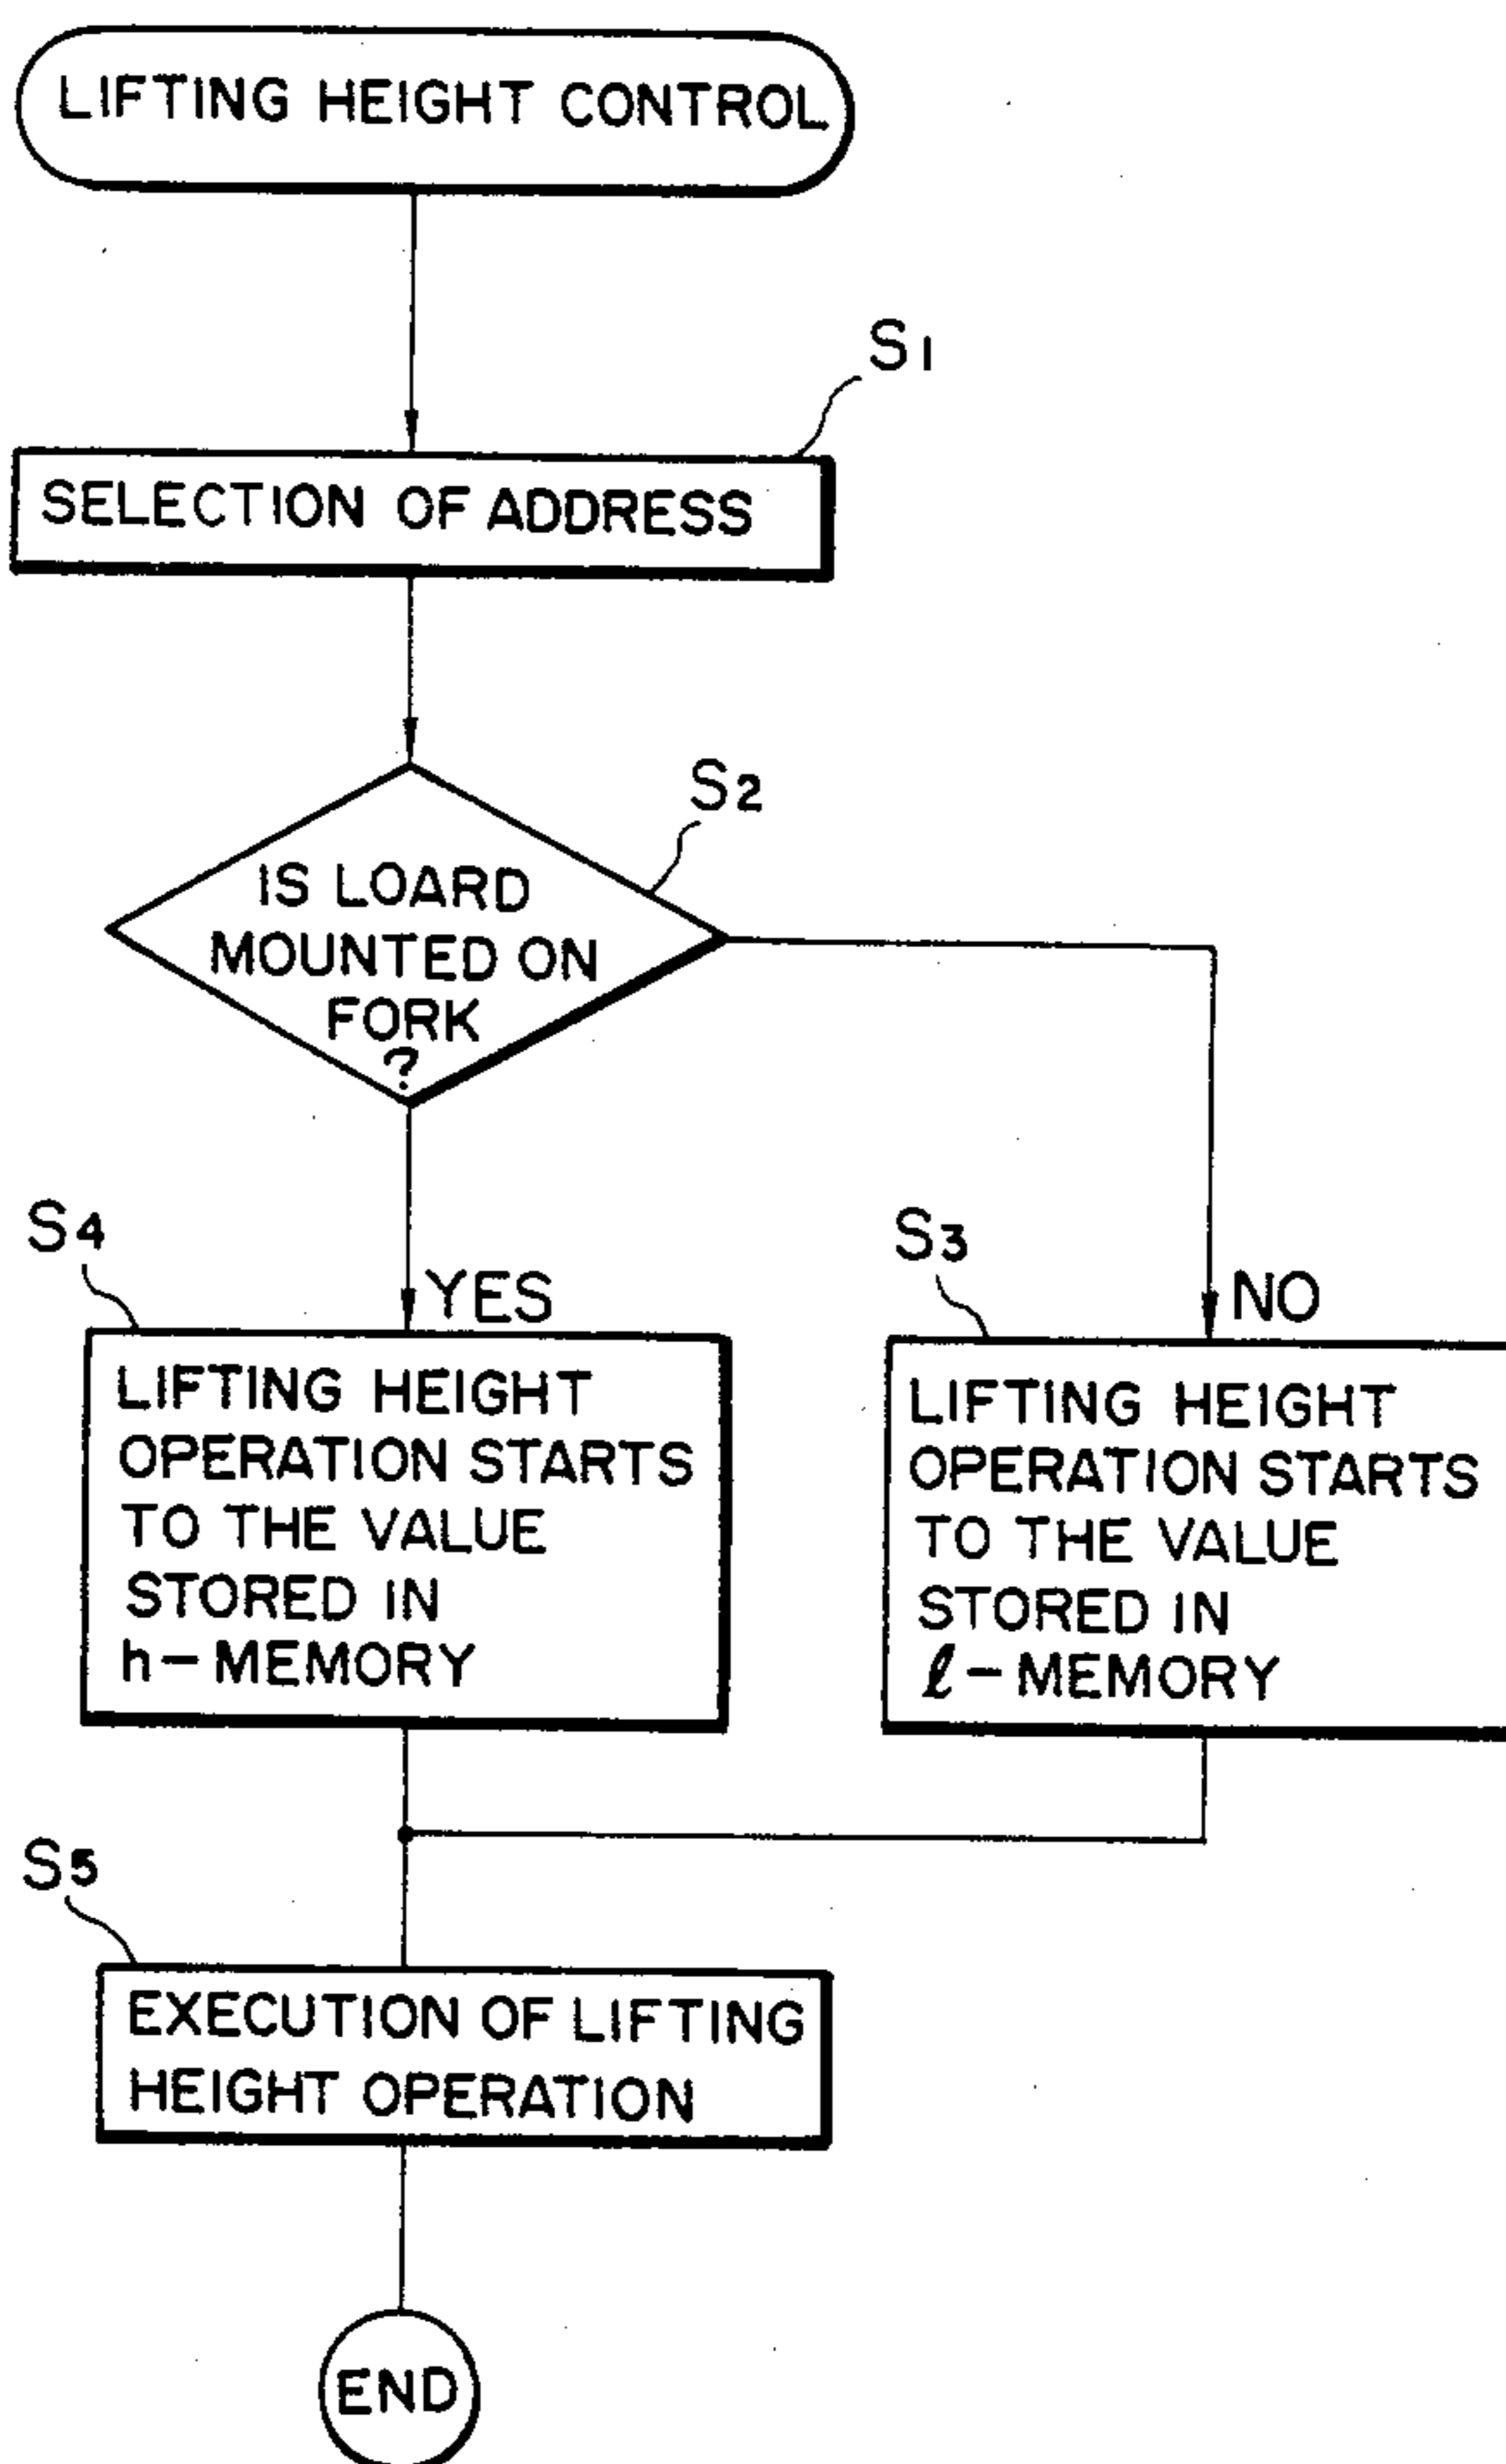 LIFTING HEIGHT CONTROL
S1
SELECTION OF ADDRESS
S2
IS LOARD
MOUNTED ON
FORK
?
S4
YES
LIFTING HEIGHT
OPERATION STARTS
TO THE VALUE
STORED IN
h-MEMORY
S3
NO
LIFTING HEIGHT
OPERATION STARTS
TO THE VALUE
STORED IN
ℓ-MEMORY
S5
EXECUTION OF LIFTING
HEIGHT OPERATION
END